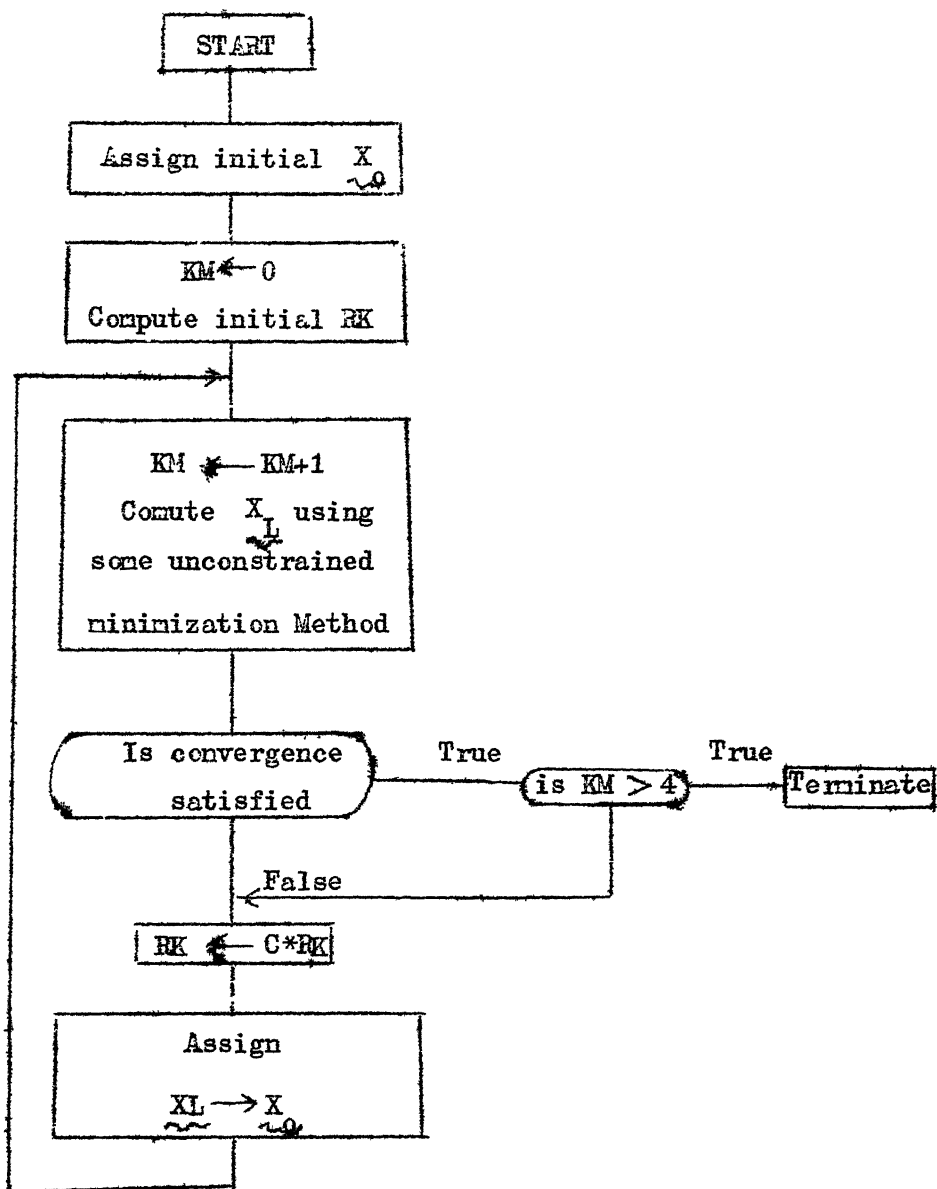 START
Assign initial X₀
KM ← 0
Compute initial RK
KM ← KM+1
Comute X_L using
some unconstrained
minimization Method
Is convergence
satisfied
True
is KM > 4
True
Terminate
False
RK ← C*RK
Assign
XL → X₀